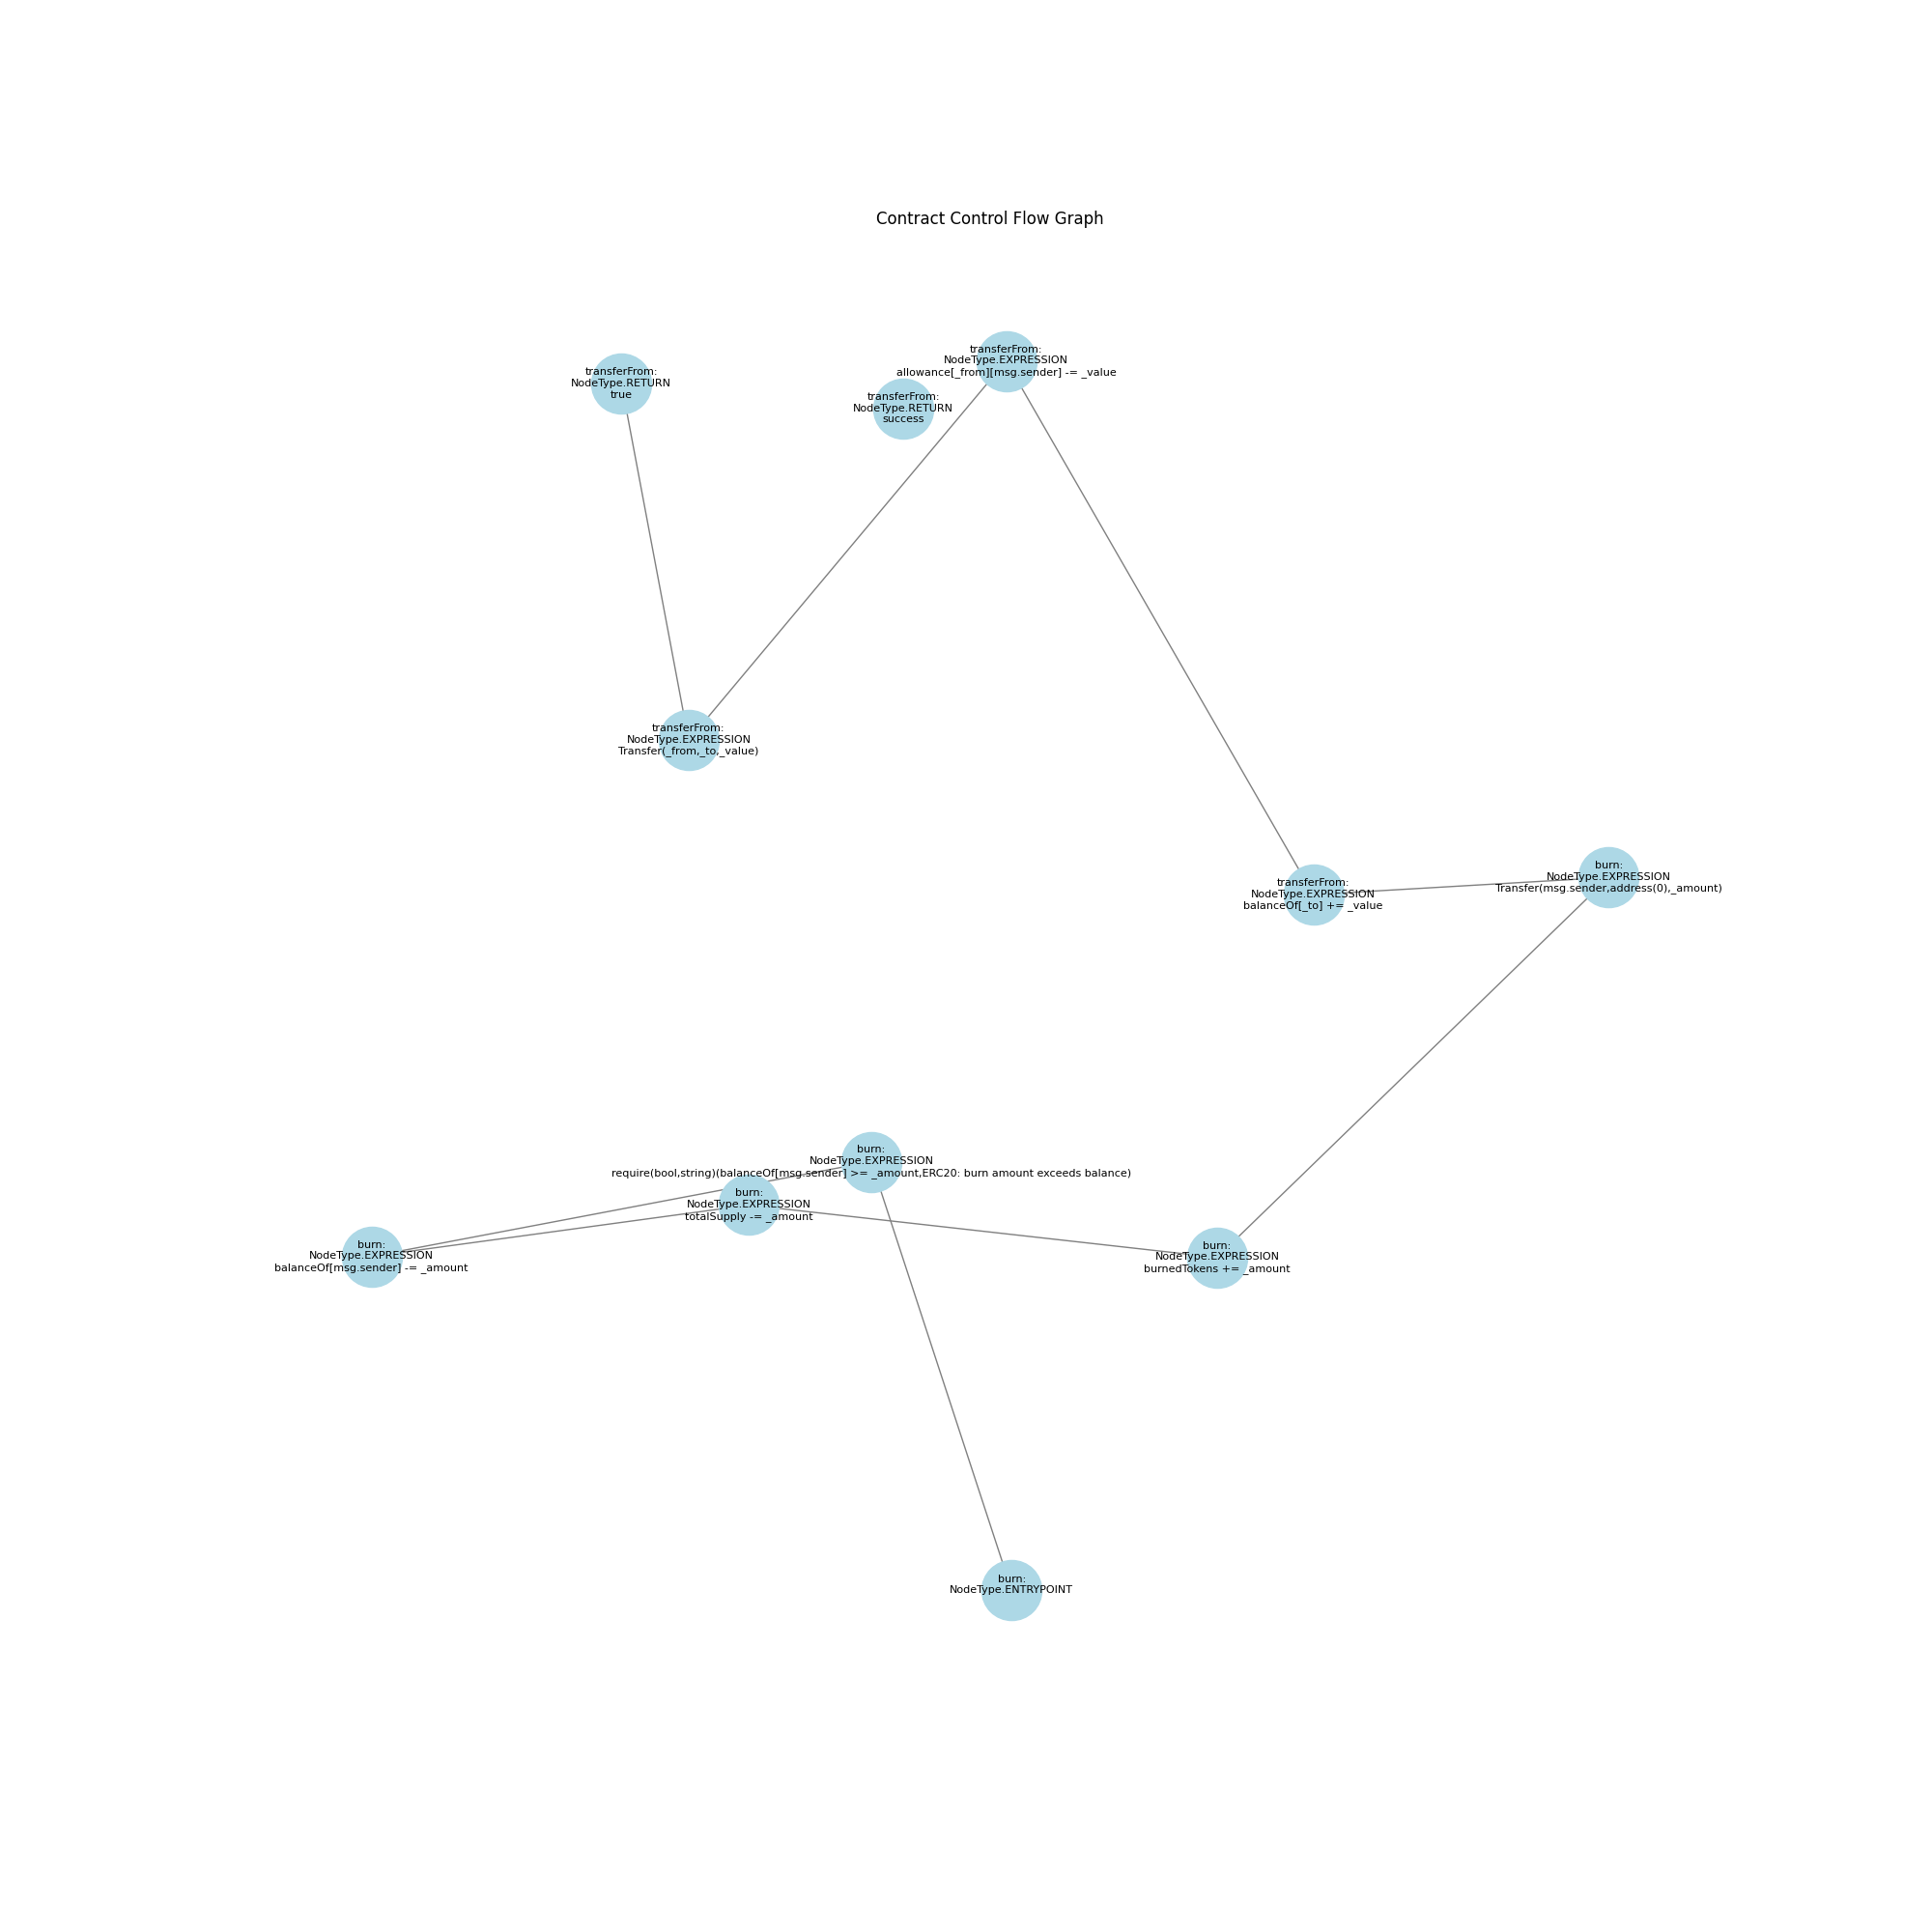 Contract Control Flow Graph
transferFrom:
NodeType.EXPRESSION
allowance[_from][msg.sender] -= _value
transferFrom:
NodeType.RETURN
true
transferFrom:
NodeType.RETURN
success
transferFrom:
NodeType.EXPRESSION
Transfer(_from,_to,_value)
burn:
NodeType.EXPRESSION
Transfer(msg.sender,address(0),_amount)
transferFrom:
NodeType.EXPRESSION
balanceOf[_to] += _value
burn:
NodeType.EXPRESSION
require(bool,string)(balanceOf[msg.sender] >= _amount,ERC20: burn amount exceeds balance)
burn:
NodeType.EXPRESSION
totalSupply -= _amount
burn:
NodeType.EXPRESSION
balanceOf[msg.sender] -= _amount
burn:
NodeType.EXPRESSION
burnedTokens += _amount
burn:
NodeType.ENTRYPOINT